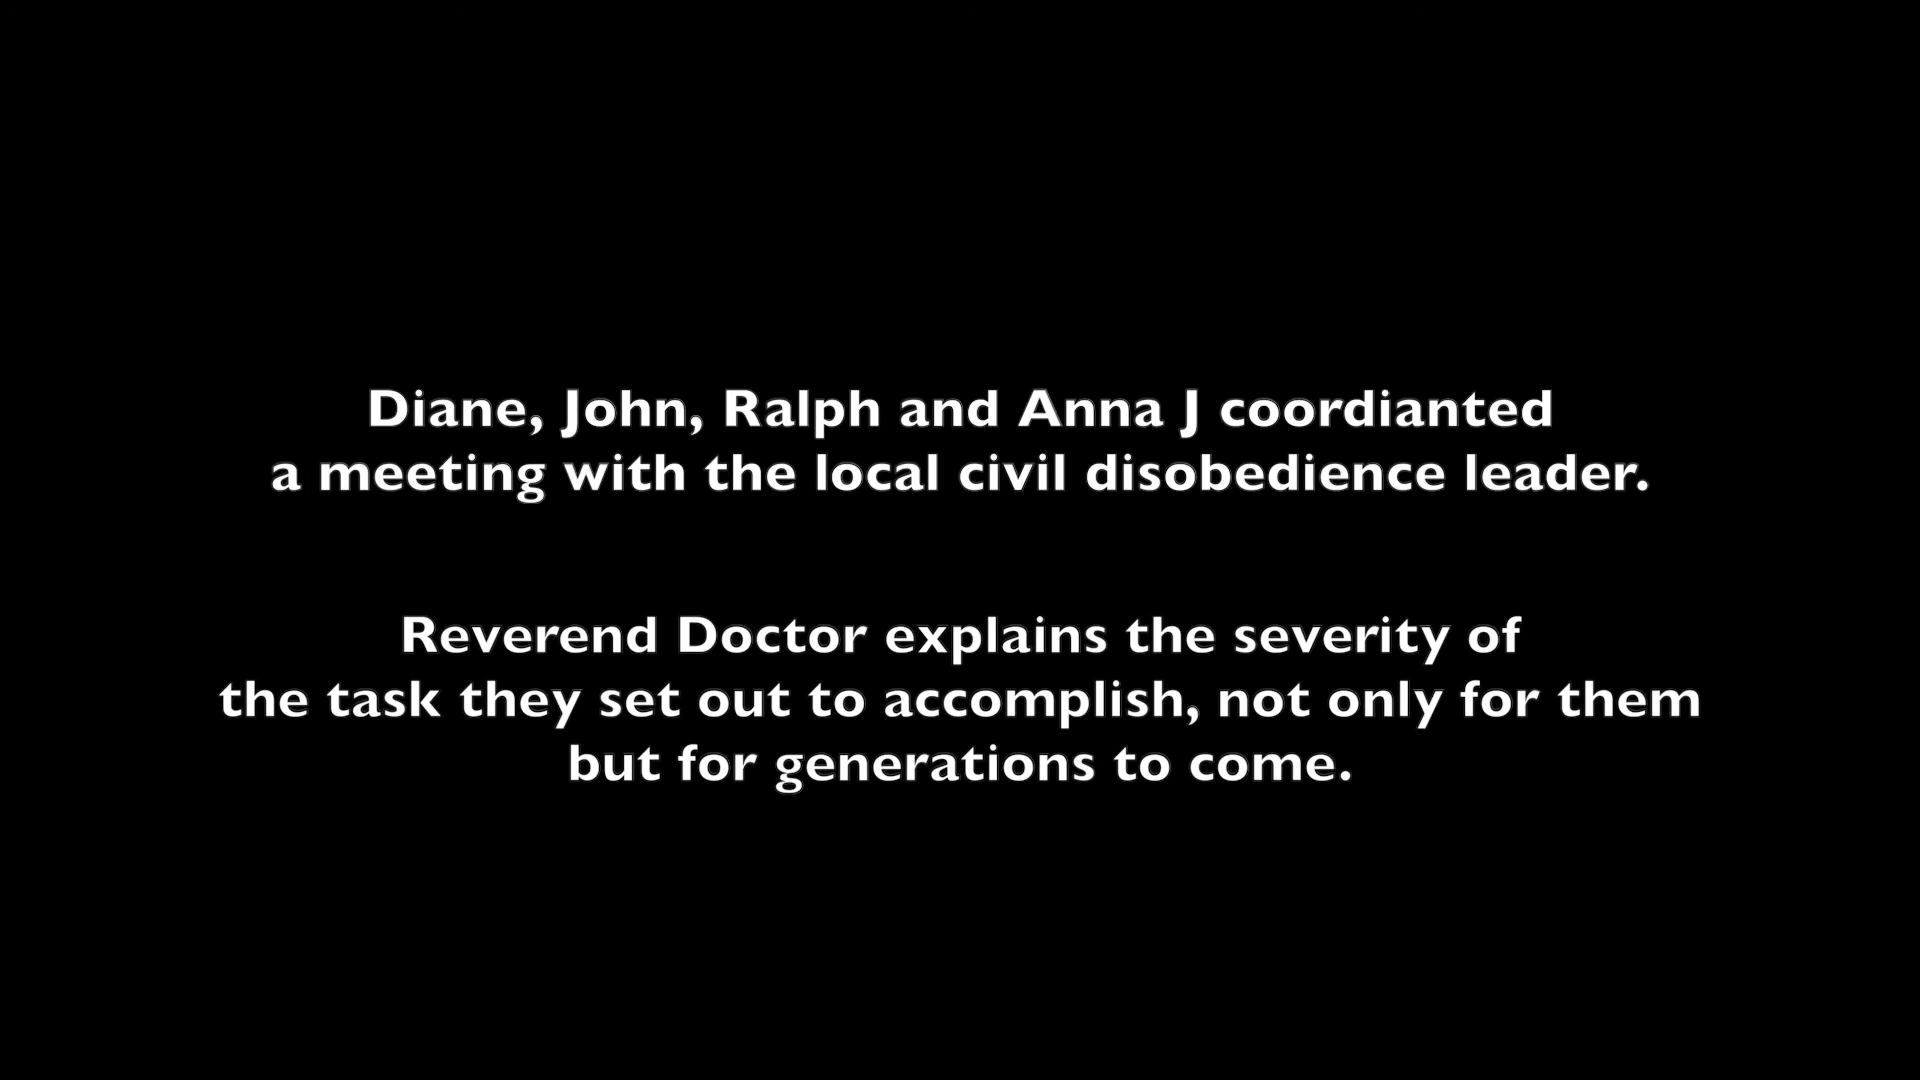 Diane, John, Ralph and Anna J coordianted
a meeting with the local civil disobedience leader.
Reverend Doctor explains the severity of
the task they set out to accomplish, not only for them
but for generations to come.